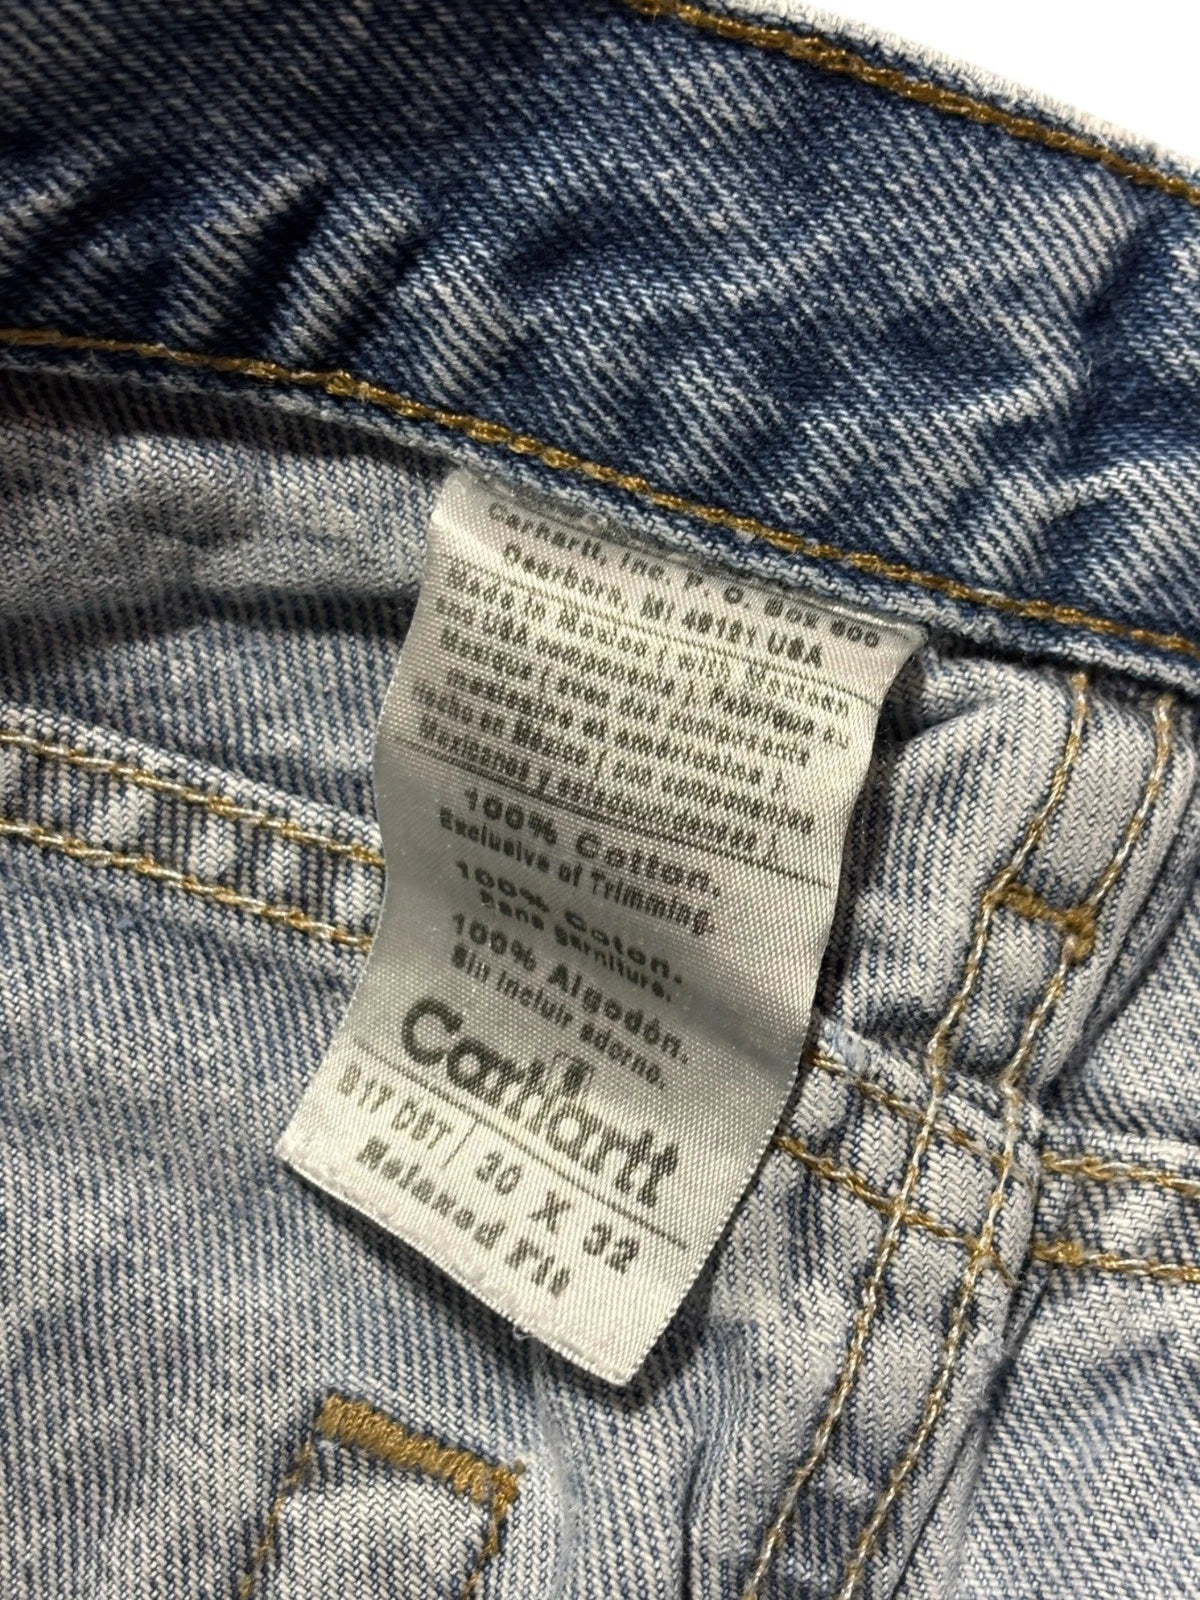 Carhartt, Inc. P. O. Box 600
Dearborn, MI 48121 USA
Made in Mexico ( with Mexican
and USA components ) Fabriqué au
Mexique ( avec des composants
mexicains et américains )
Hecho en México ( con componentes
Mexicanos y estadounidenses )
100% Cotton.
Exclusive of Trimming.
100% Coton.
Sans garniture.
100% Algodón.
Sin incluir adorno.
Carhartt
B17 DST | 30 X 32
Relaxed Fit